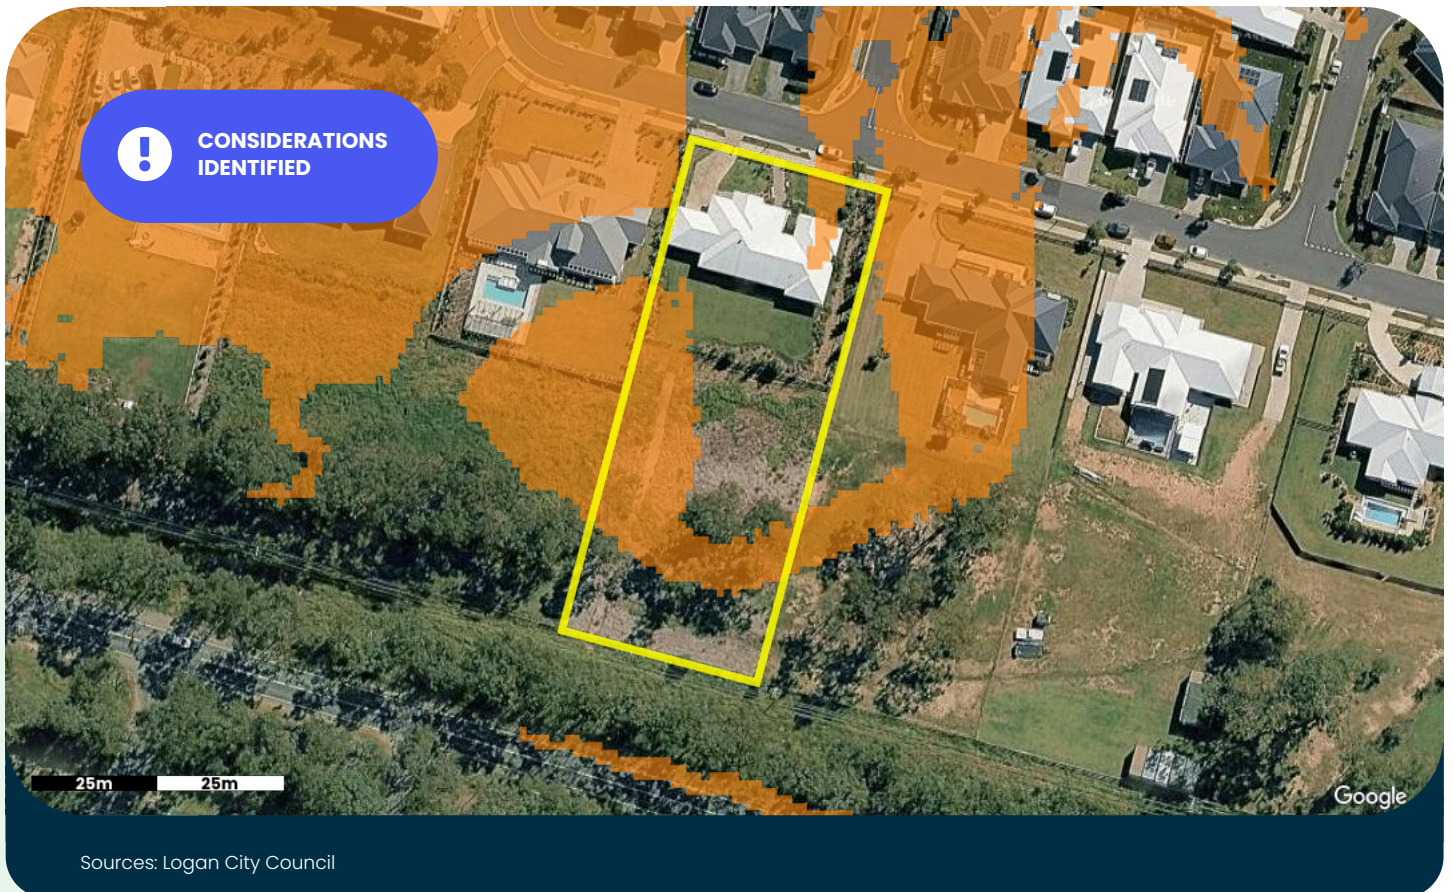 CONSIDERATIONS
IDENTIFIED
25m 25m
Google
Sources: Logan City Council